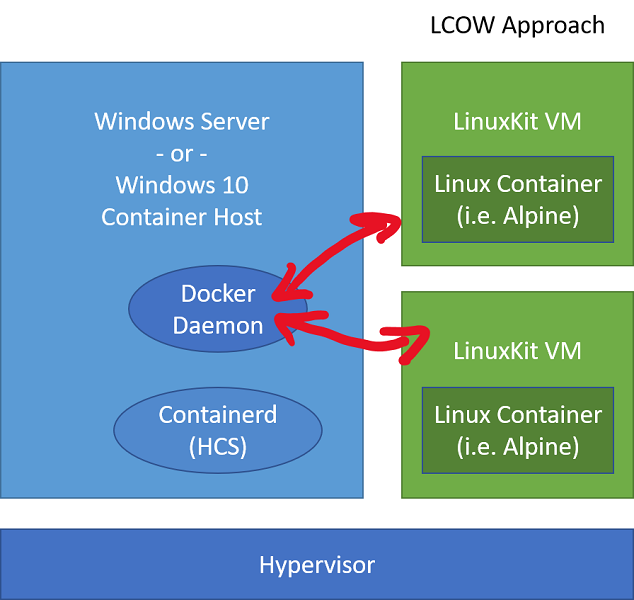 LCOW Approach
Windows Server
- or -
Windows 10
Container Host
Docker
Daemon
Containerd
(HCS)
LinuxKit VM
Linux Container
(i.e. Alpine)
LinuxKit VM
Linux Container
(i.e. Alpine)
Hypervisor